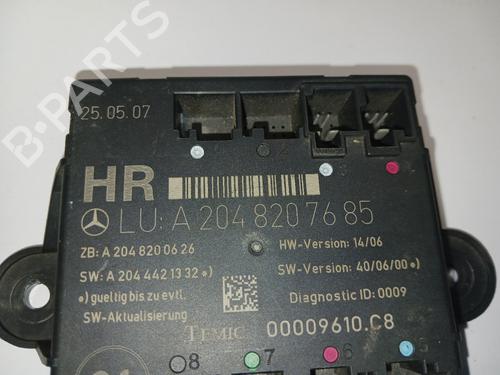 25.05.07
HR
LU: A 204 820 76 85
ZB: A 204 820 06 26
HW-Version: 14/06
SW: A 204 442 13 32 *)
SW-Version: 40/06/00 *)
*) gueltig bis zu evtl.
SW-Aktualisierung
Diagnostic ID: 0009
TEMIC
00009610.C8
8
7
6
5
B-PARTS